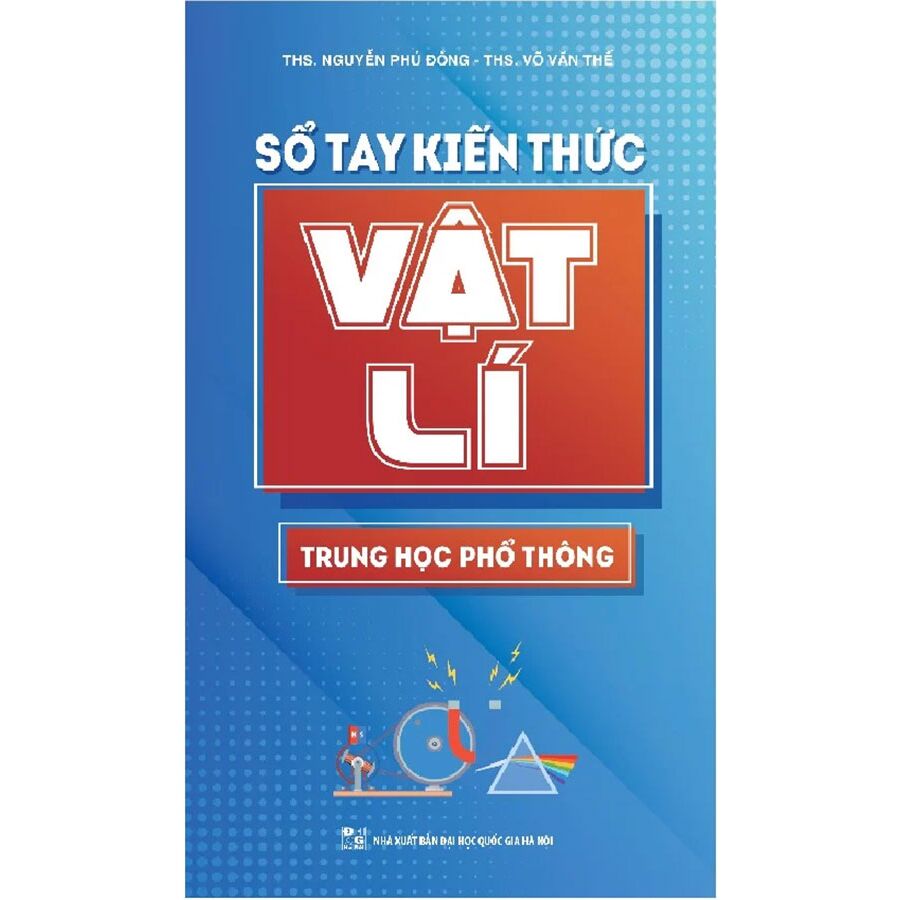 THS. NGUYỄN PHÚ ĐỒNG - THS. VÕ VĂN THẾ
SỔ TAY KIẾN THỨC
VẬT
LÍ
TRUNG HỌC PHỔ THÔNG
N S
NHÀ XUẤT BẢN ĐẠI HỌC QUỐC GIA HÀ NỘI